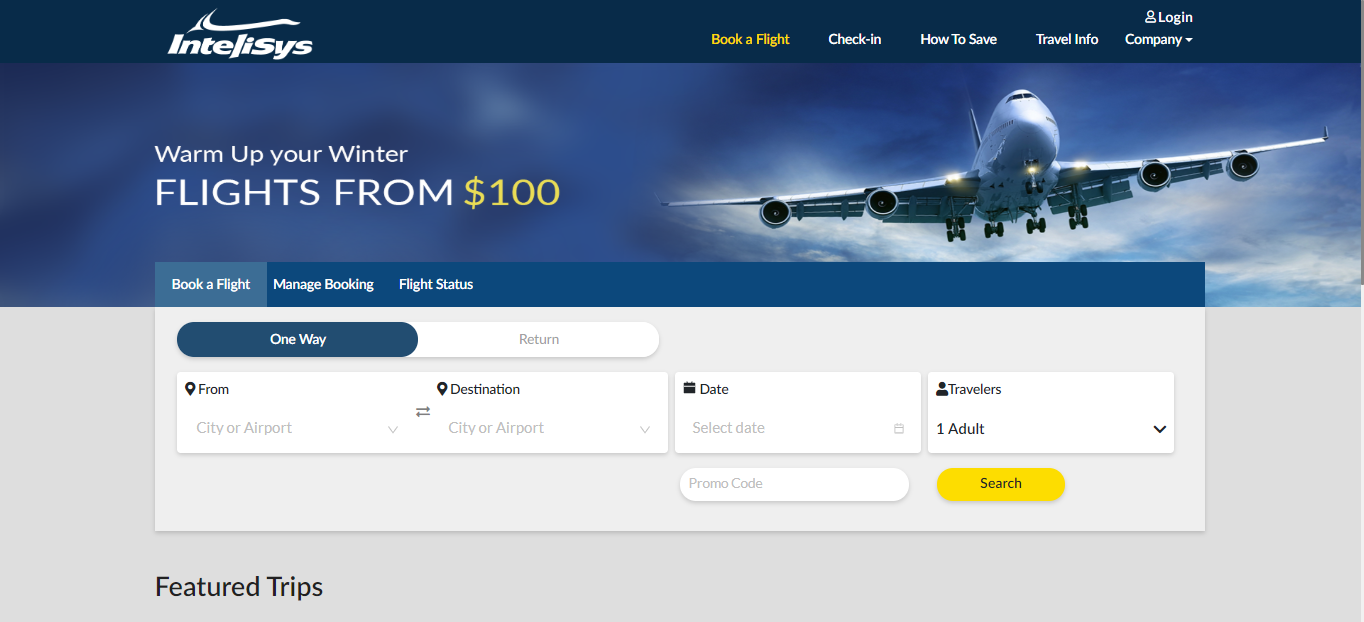 InteliSys
Login
Book a Flight Check-in How To Save Travel Info Company
Warm Up your Winter
FLIGHTS FROM $100
Book a Flight Manage Booking Flight Status
One Way Return
From Destination Date Travelers
City or Airport City or Airport Select date 1 Adult
Promo Code Search
Featured Trips